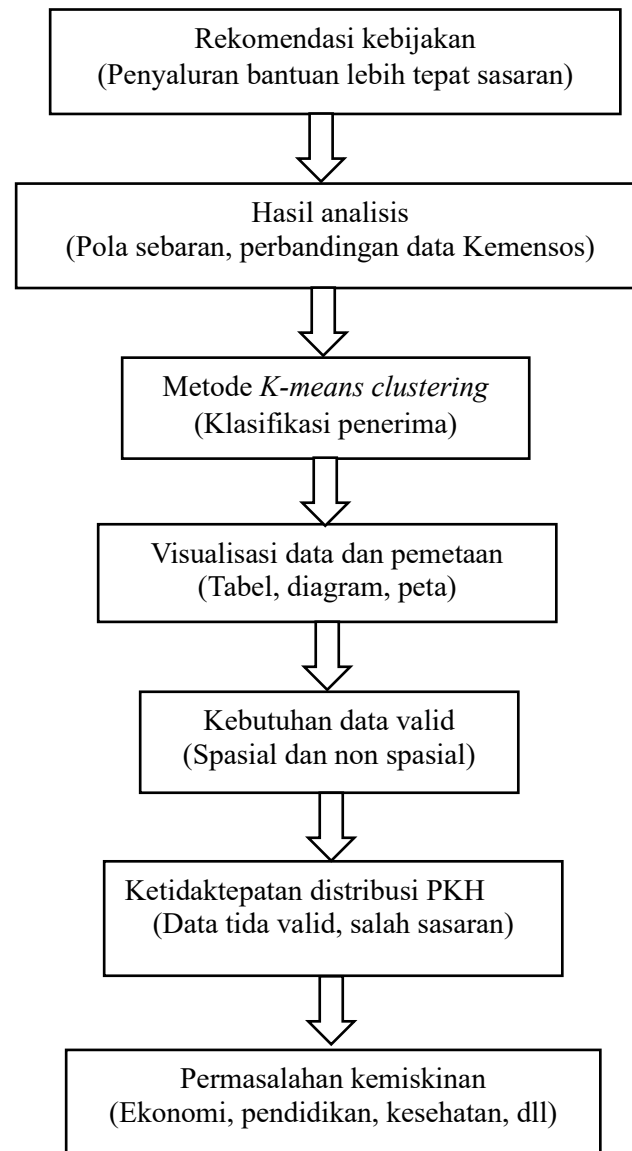 Rekomendasi kebijakan
(Penyaluran bantuan lebih tepat sasaran)
Hasil analisis
(Pola sebaran, perbandingan data Kemensos)
Metode K-means clustering
(Klasifikasi penerima)
Visualisasi data dan pemetaan
(Tabel, diagram, peta)
Kebutuhan data valid
(Spasial dan non spasial)
Ketidaktepatan distribusi PKH
(Data tida valid, salah sasaran)
Permasalahan kemiskinan
(Ekonomi, pendidikan, kesehatan, dll)